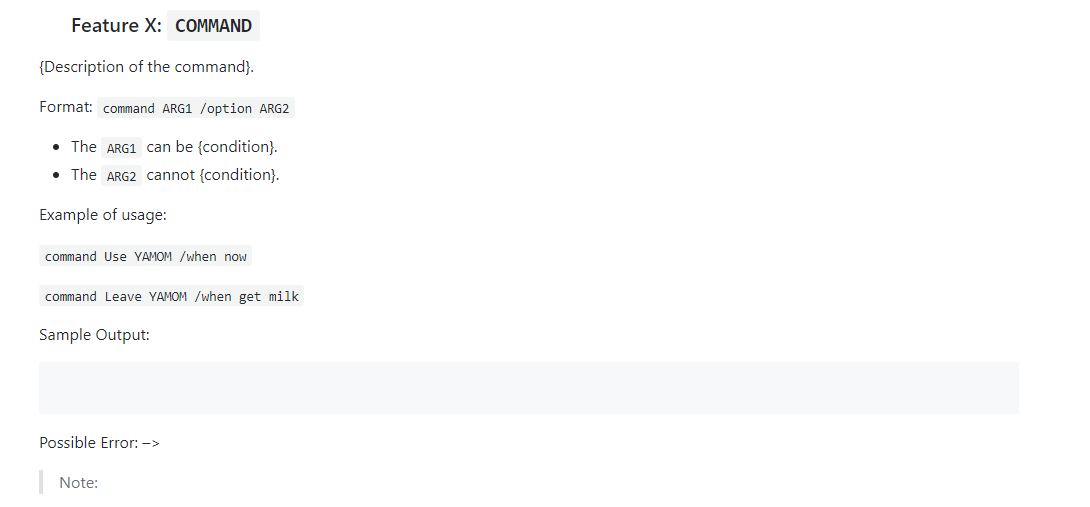 Feature X: COMMAND
{Description of the command}.
Format: command ARG1 /option ARG2
• The ARG1 can be {condition}.
• The ARG2 cannot {condition}.
Example of usage:
command Use YAMOM /when now
command Leave YAMOM /when get milk
Sample Output:
Possible Error: –>
Note: